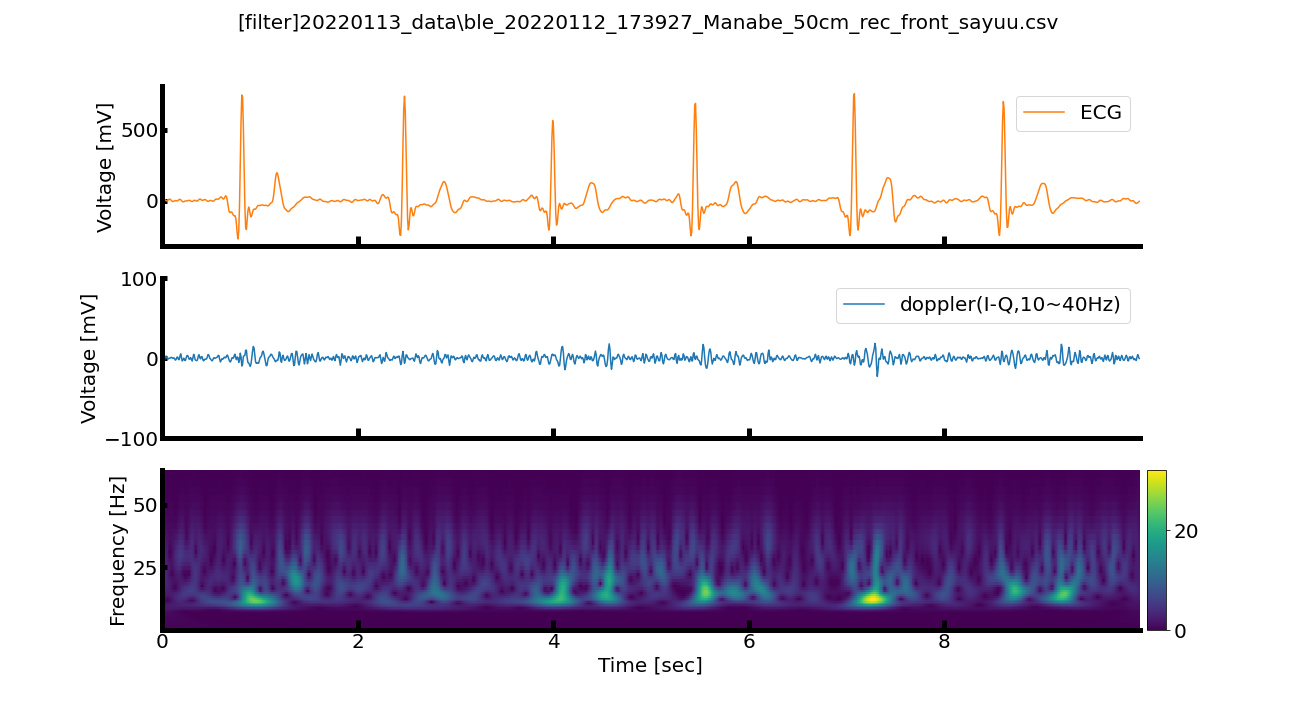 [filter]20220113_data\ble_20220112_173927_Manabe_50cm_rec_front_sayuu.csv
Voltage [mV]
500
0
ECG
Voltage [mV]
100
0
−100
doppler(I-Q,10~40Hz)
Frequency [Hz]
50
25
20
0
0 2 4 6 8
Time [sec]